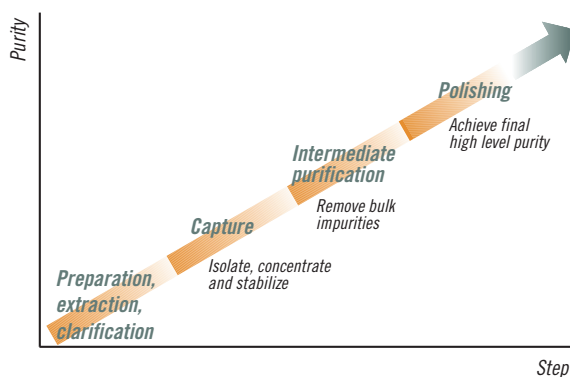 Purity
Polishing
Achieve final
high level purity
Intermediate
purification
Remove bulk
impurities
Capture
Isolate, concentrate
and stabilize
Preparation,
extraction,
clarification
Step